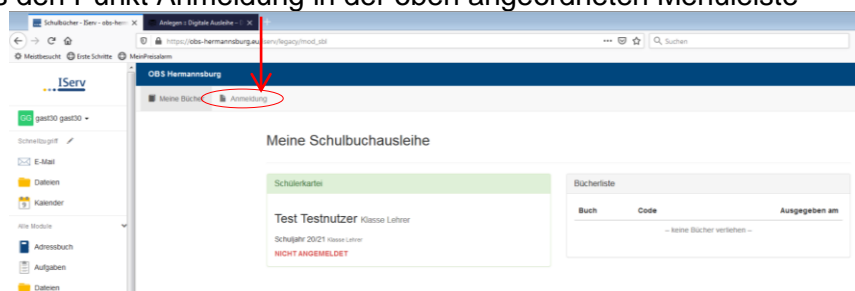 den Punkt Anmeldung in der oben angeordneten Menüleiste
Schulbücher - IServ - obs-herm
Anlegen :: Digitale Ausleihe -
https://obs-hermannsburg.eu/iserv/legacy/mod_sbl
Suchen
Meistbesucht Erste Schritte MeinPreisalarm
IServ
OBS Hermannsburg
Meine Bücher Anmeldung
GG gast30 gast30
Schnellzugriff
E-Mail
Dateien
Kalender
Alle Module
Adressbuch
Aufgaben
Dateien
Meine Schulbuchausleihe
Schülerkartei
Test Testnutzer Klasse Lehrer
Schuljahr 20/21 Klasse Lehrer
NICHT ANGEMELDET
Bücherliste
Buch Code Ausgegeben am
-- keine Bücher verliehen --